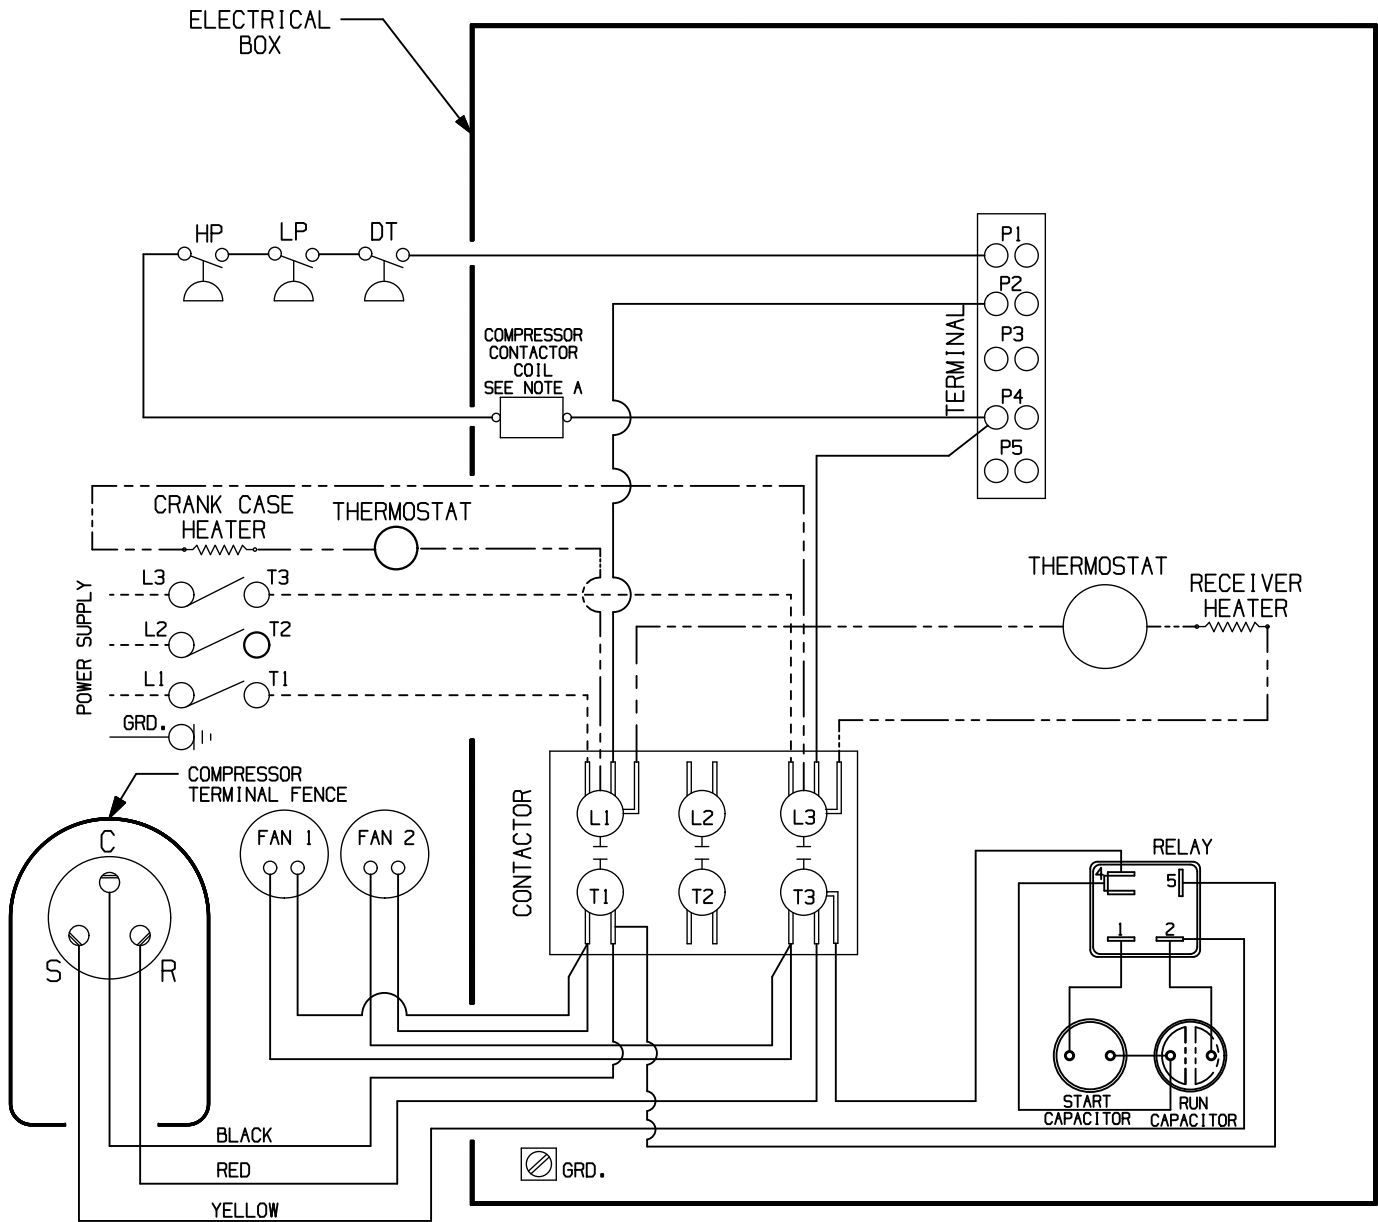 ELECTRICAL
BOX
HP
LP
DT
P1
P2
P3
P4
P5
TERMINAL
COMPRESSOR
CONTACTOR
COIL
SEE NOTE A
CRANK CASE
HEATER
THERMOSTAT
THERMOSTAT
RECEIVER
HEATER
POWER SUPPLY
L3
T3
L2
T2
L1
T1
GRD.
COMPRESSOR
TERMINAL FENCE
C
S
R
FAN 1
FAN 2
CONTACTOR
L1
L2
L3
T1
T2
T3
RELAY
4
5
1
2
START
CAPACITOR
RUN
CAPACITOR
BLACK
RED
YELLOW
GRD.